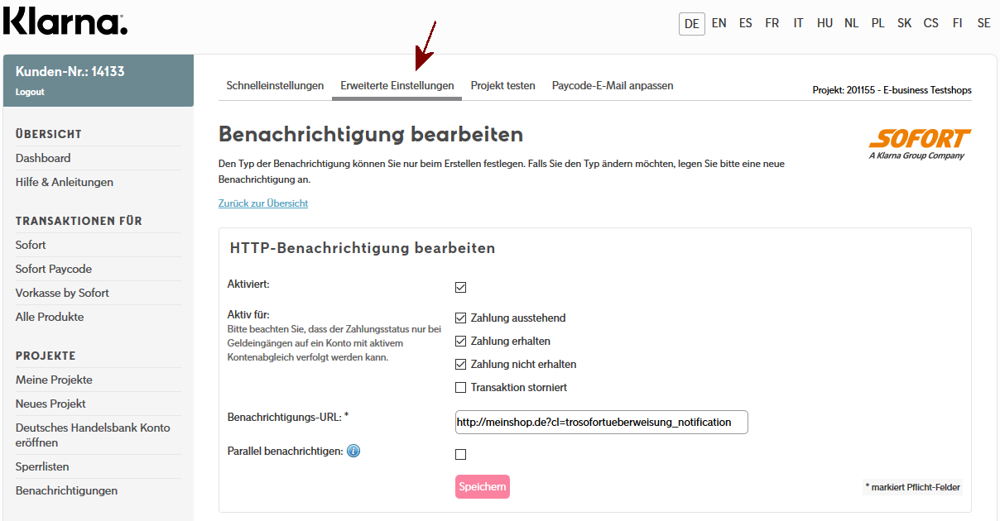 Klarna.
DE EN ES FR IT HU NL PL SK CS FI SE
Kunden-Nr.: 14133
Logout
ÜBERSICHT
Dashboard
Hilfe & Anleitungen
TRANSAKTIONEN FÜR
Sofort
Sofort Paycode
Vorkasse by Sofort
Alle Produkte
PROJEKTE
Meine Projekte
Neues Projekt
Deutsches Handelsbank Konto
eröffnen
Sperrlisten
Benachrichtigungen
Schnelleinstellungen Erweiterte Einstellungen Projekt testen Paycode-E-Mail anpassen
Projekt: 201155 - E-business Testshops
Benachrichtigung bearbeiten
SOFORT
A Klarna Group Company
Den Typ der Benachrichtigung können Sie nur beim Erstellen festlegen. Falls Sie den Typ ändern möchten, legen Sie bitte eine neue
Benachrichtigung an.
Zurück zur Übersicht
HTTP-Benachrichtigung bearbeiten
Aktiviert:
Aktiv für:
Bitte beachten Sie, dass der Zahlungsstatus nur bei
Geldeingängen auf ein Konto mit aktivem
Kontenabgleich verfolgt werden kann.
Zahlung ausstehend
Zahlung erhalten
Zahlung nicht erhalten
Transaktion storniert
Benachrichtigungs-URL: *
http://meinshop.de?cl=trosofortueberweisung_notification
Parallel benachrichtigen: i
Speichern
* markiert Pflicht-Felder